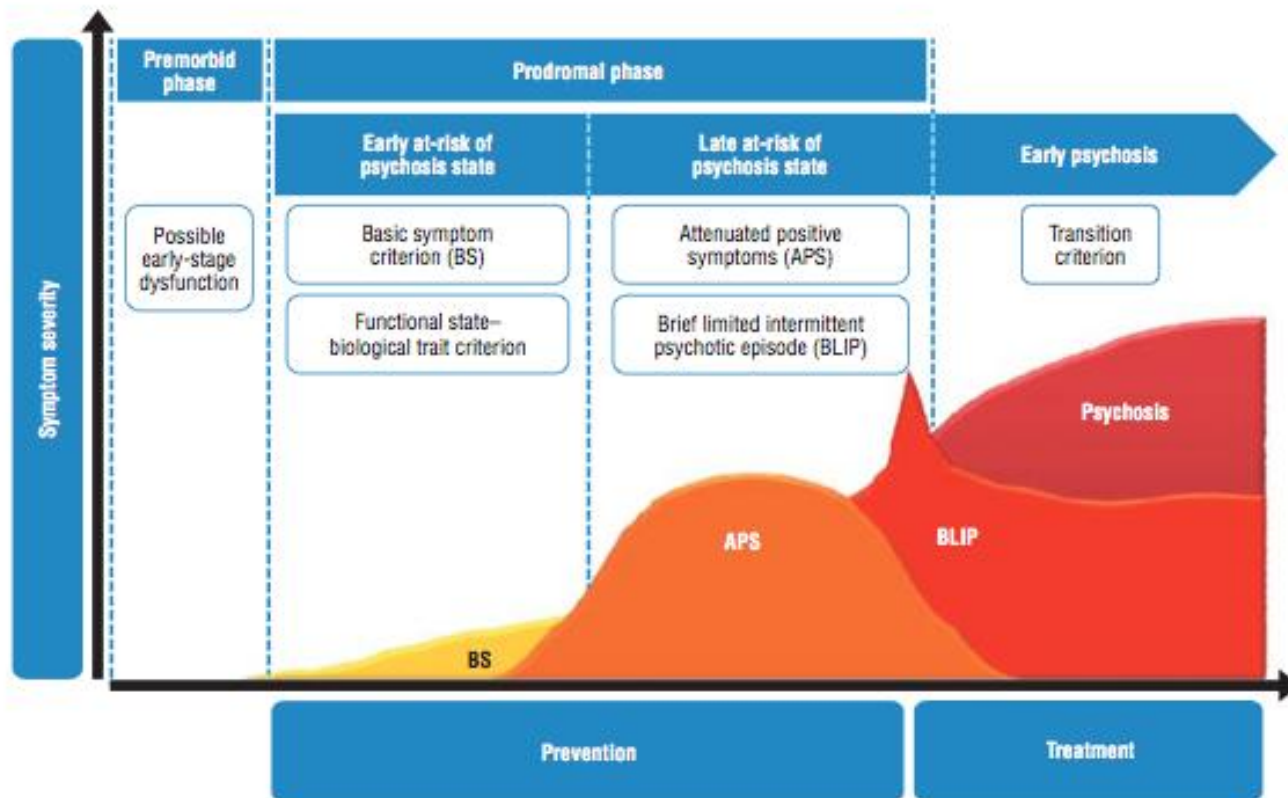 Premorbid
phase
Prodromal phase
Early at-risk of
psychosis state
Late at-risk of
psychosis state
Early psychosis
Possible
early-stage
dysfunction
Basic symptom
criterion (BS)
Functional state–
biological trait criterion
Attenuated positive
symptoms (APS)
Brief limited intermittent
psychotic episode (BLIP)
Transition
criterion
Symptom severity
Psychosis
APS
BLIP
BS
Prevention
Treatment